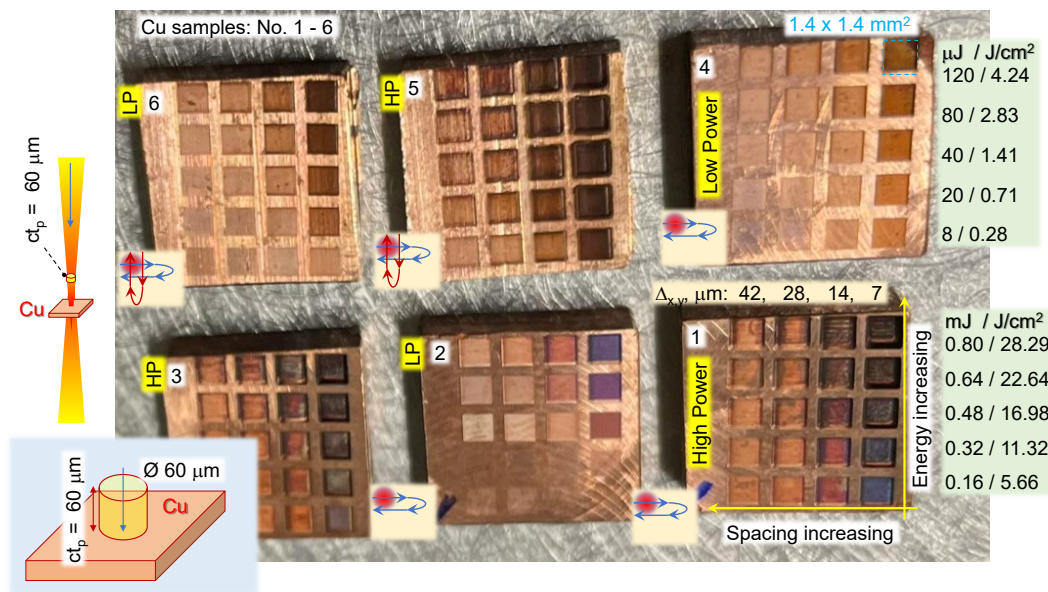 Cu samples: No. 1 - 6
1.4 x 1.4 mm²
LP
6
HP
5
4
Low Power
μJ / J/cm²
120 / 4.24
80 / 2.83
40 / 1.41
20 / 0.71
8 / 0.28
ctₚ = 60 μm
Cu
Δx,y, μm: 42, 28, 14, 7
HP
3
LP
2
1
High Power
Energy increasing
mJ / J/cm²
0.80 / 28.29
0.64 / 22.64
0.48 / 16.98
0.32 / 11.32
0.16 / 5.66
Spacing increasing
ctₚ = 60 μm
Ø 60 μm
Cu